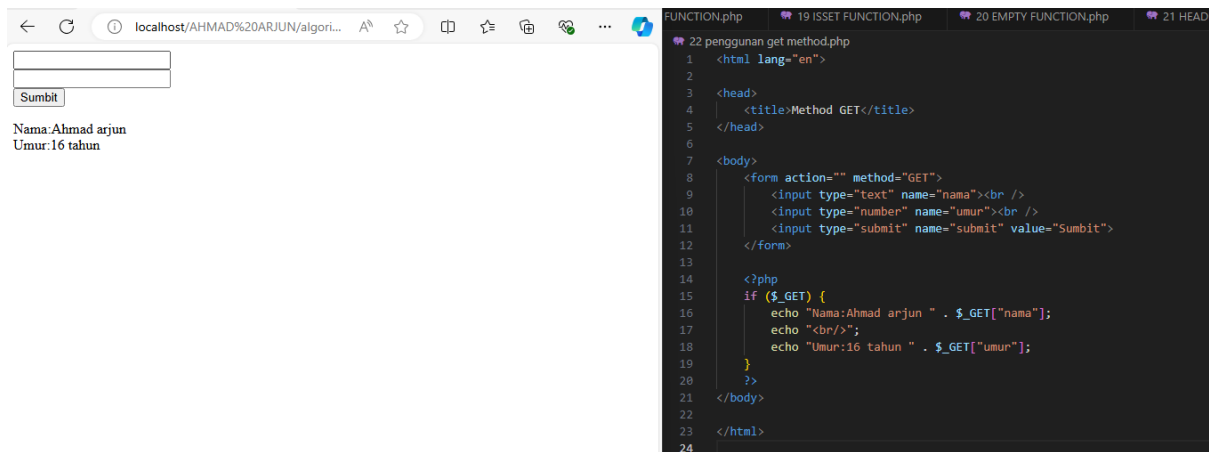 localhost/AHMAD%20ARJUN/algori...
Sumbit
Nama:Ahmad arjun
Umur:16 tahun
FUNCTION.php 19 ISSET FUNCTION.php 20 EMPTY FUNCTION.php 21 HEAD
22 penggunan get method.php
1 <html lang="en">
2
3 <head>
4 <title>Method GET</title>
5 </head>
6
7 <body>
8 <form action="" method="GET">
9 <input type="text" name="nama"><br />
10 <input type="number" name="umur"><br />
11 <input type="submit" name="submit" value="Sumbit">
12 </form>
13
14 <?php
15 if ($_GET) {
16 echo "Nama:Ahmad arjun " . $_GET["nama"];
17 echo "<br/>";
18 echo "Umur:16 tahun " . $_GET["umur"];
19 }
20 ?>
21 </body>
22
23 </html>
24